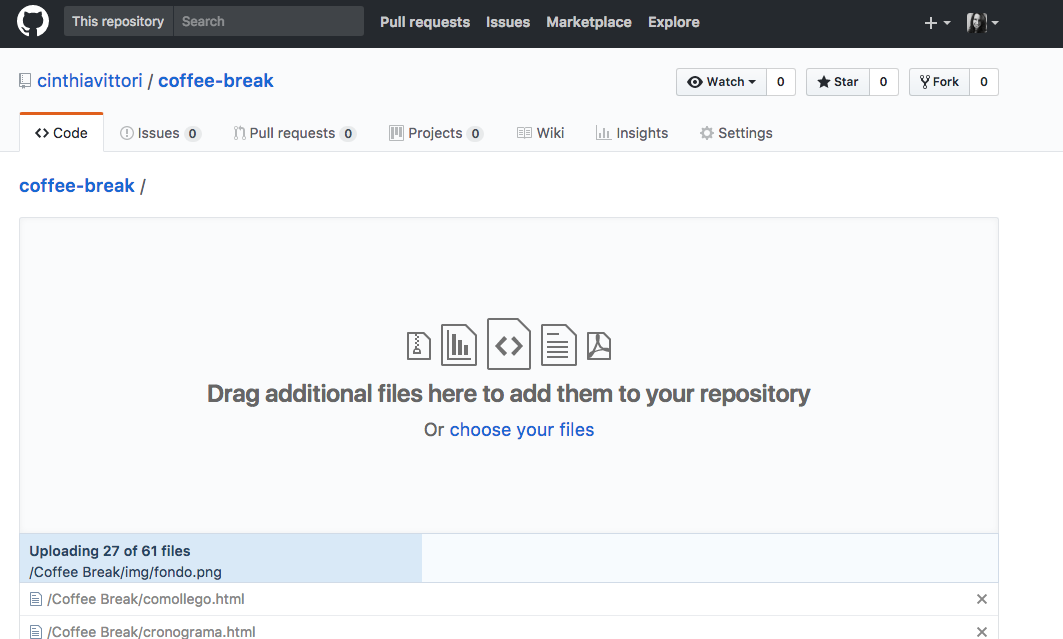 This repository Search Pull requests Issues Marketplace Explore
cinthiavittori / coffee-break Watch 0 Star 0 Fork 0
Code Issues 0 Pull requests 0 Projects 0 Wiki Insights Settings
coffee-break /
Drag additional files here to add them to your repository
Or choose your files
Uploading 27 of 61 files
/Coffee Break/img/fondo.png
/Coffee Break/comollego.html
/Coffee Break/cronograma.html